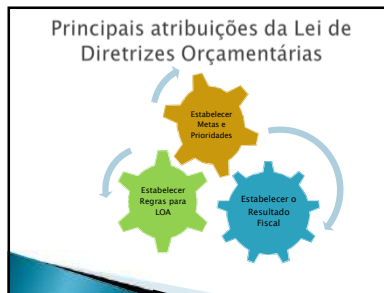 Principais atribuições da Lei de
Diretrizes Orçamentárias
Estabelecer
Metas e
Prioridades
Estabelecer
Regras para
LOA
Estabelecer o
Resultado
Fiscal